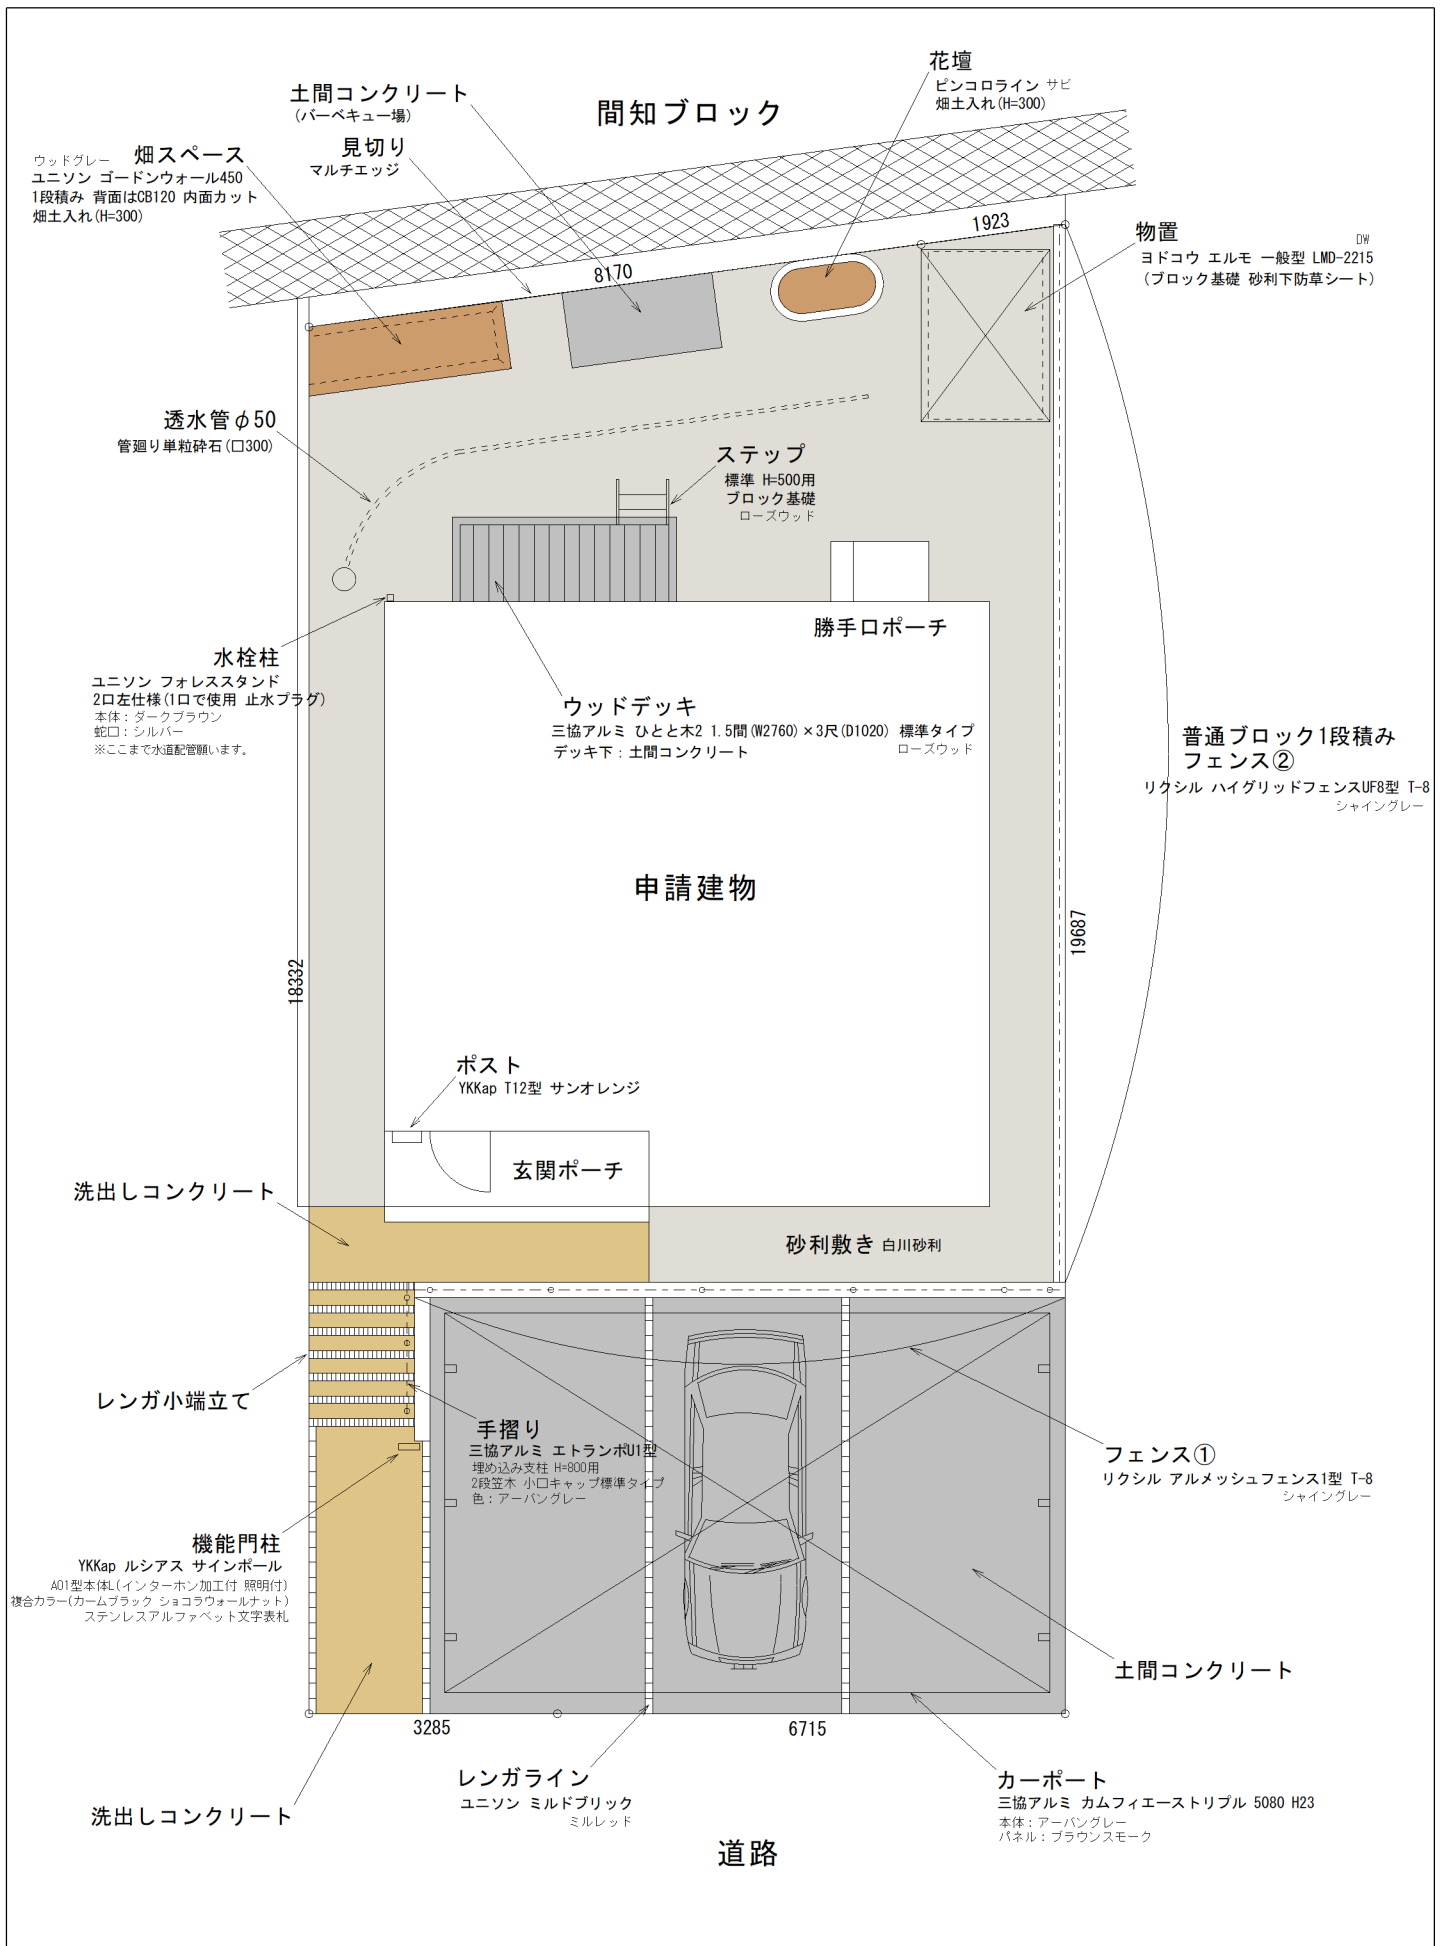 花壇
ピンコロライン サビ
畑土入れ(H=300)
土間コンクリート
(バーベキュー場)
間知ブロック
見切り
マルチエッジ
畑スペース
ウッドグレー
ユニソン ゴードンウォール450
1段積み 背面はCB120 内面カット
畑土入れ(H=300)
1923
8170
物置
DW
ヨドコウ エルモ 一般型 LMD-2215
(ブロック基礎 砂利下防草シート)
透水管φ50
管廻り単粒砕石(□300)
ステップ
標準 H=500用
ブロック基礎
ローズウッド
勝手口ポーチ
水栓柱
ユニソン フォレススタンド
2口左仕様(1口で使用 止水プラグ)
本体:ダークブラウン
蛇口:シルバー
※ここまで水道配管願います。
ウッドデッキ
三協アルミ ひとと木2 1.5間(W2760)×3尺(D1020) 標準タイプ
デッキ下:土間コンクリート
ローズウッド
普通ブロック1段積み
フェンス②
リクシル ハイグリッドフェンスUF8型 T-8
シャイングレー
申請建物
18332
19687
ポスト
YKKap T12型 サンオレンジ
玄関ポーチ
洗出しコンクリート
砂利敷き 白川砂利
レンガ小端立て
手摺り
三協アルミ エトランポU1型
埋め込み支柱 H=800用
2段笠木 小口キャップ標準タイプ
色:アーバングレー
フェンス①
リクシル アルメッシュフェンス1型 T-8
シャイングレー
機能門柱
YKKap ルシアス サインポール
A01型本体L(インターホン加工付 照明付)
複合カラー(カームブラック ショコラウォールナット)
ステンレスアルファベット文字表札
土間コンクリート
3285
6715
レンガライン
ユニソン ミルドブリック
ミルレッド
カーポート
三協アルミ カムフィエーストリプル 5080 H23
本体:アーバングレー
パネル:ブラウンスモーク
洗出しコンクリート
道路